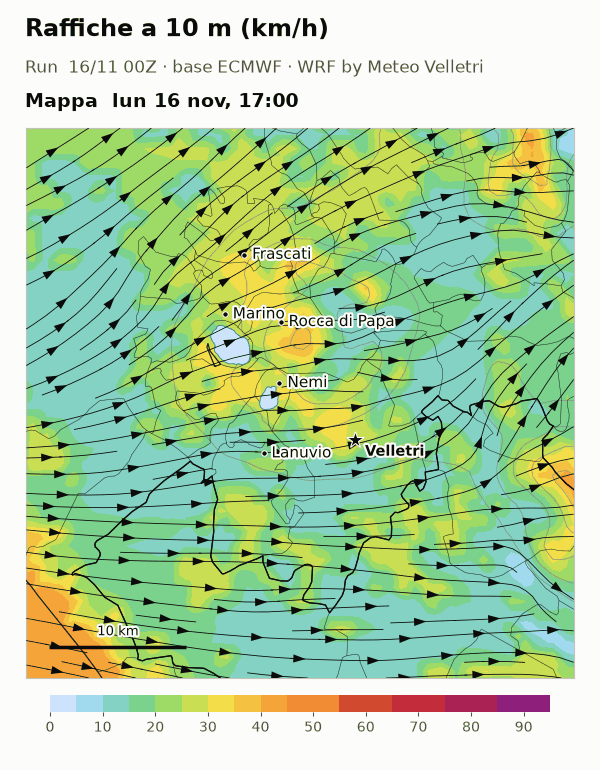 Raffiche a 10 m (km/h)
Run 16/11 00Z · base ECMWF · WRF by Meteo Velletri
Mappa lun 16 nov, 17:00
Frascati
Marino
Rocca di Papa
Nemi
Lanuvio
Velletri
10 km
0 10 20 30 40 50 60 70 80 90